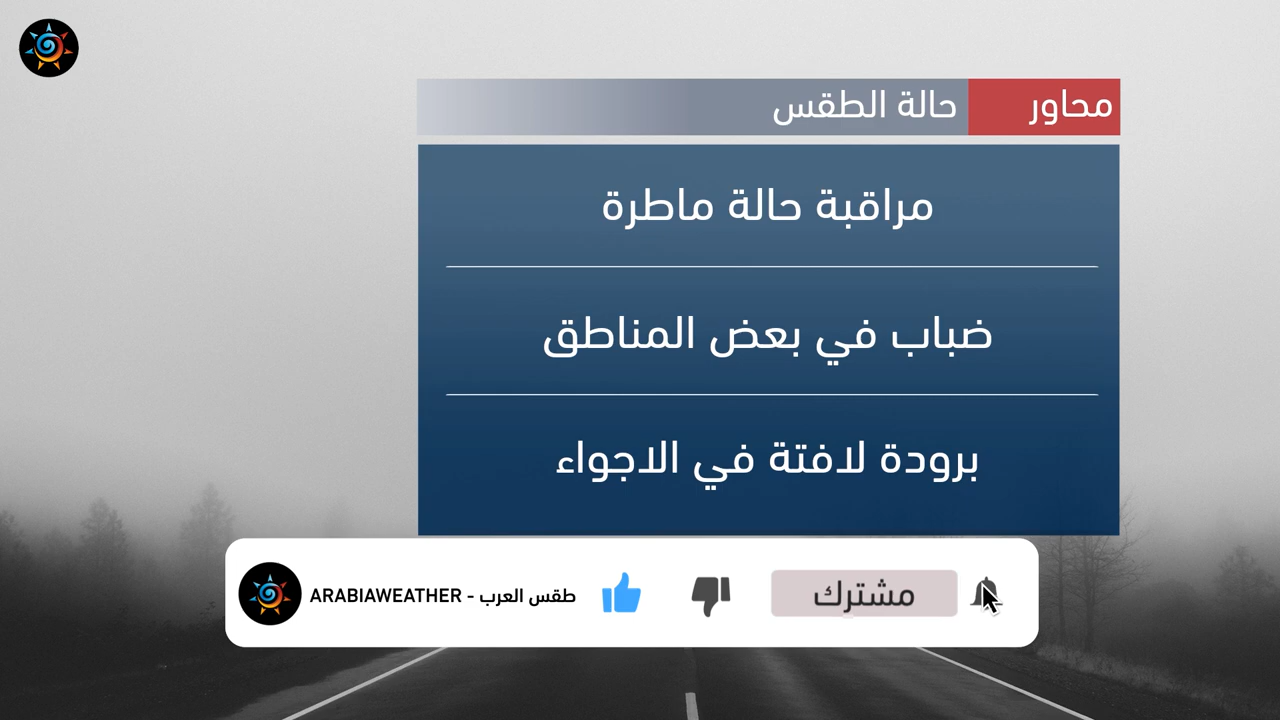 محاور حالة الطقس
مراقبة حالة ماطرة
ضباب في بعض المناطق
برودة لافتة في الاجواء
ARABIAWEATHER - طقس العرب
مشترك